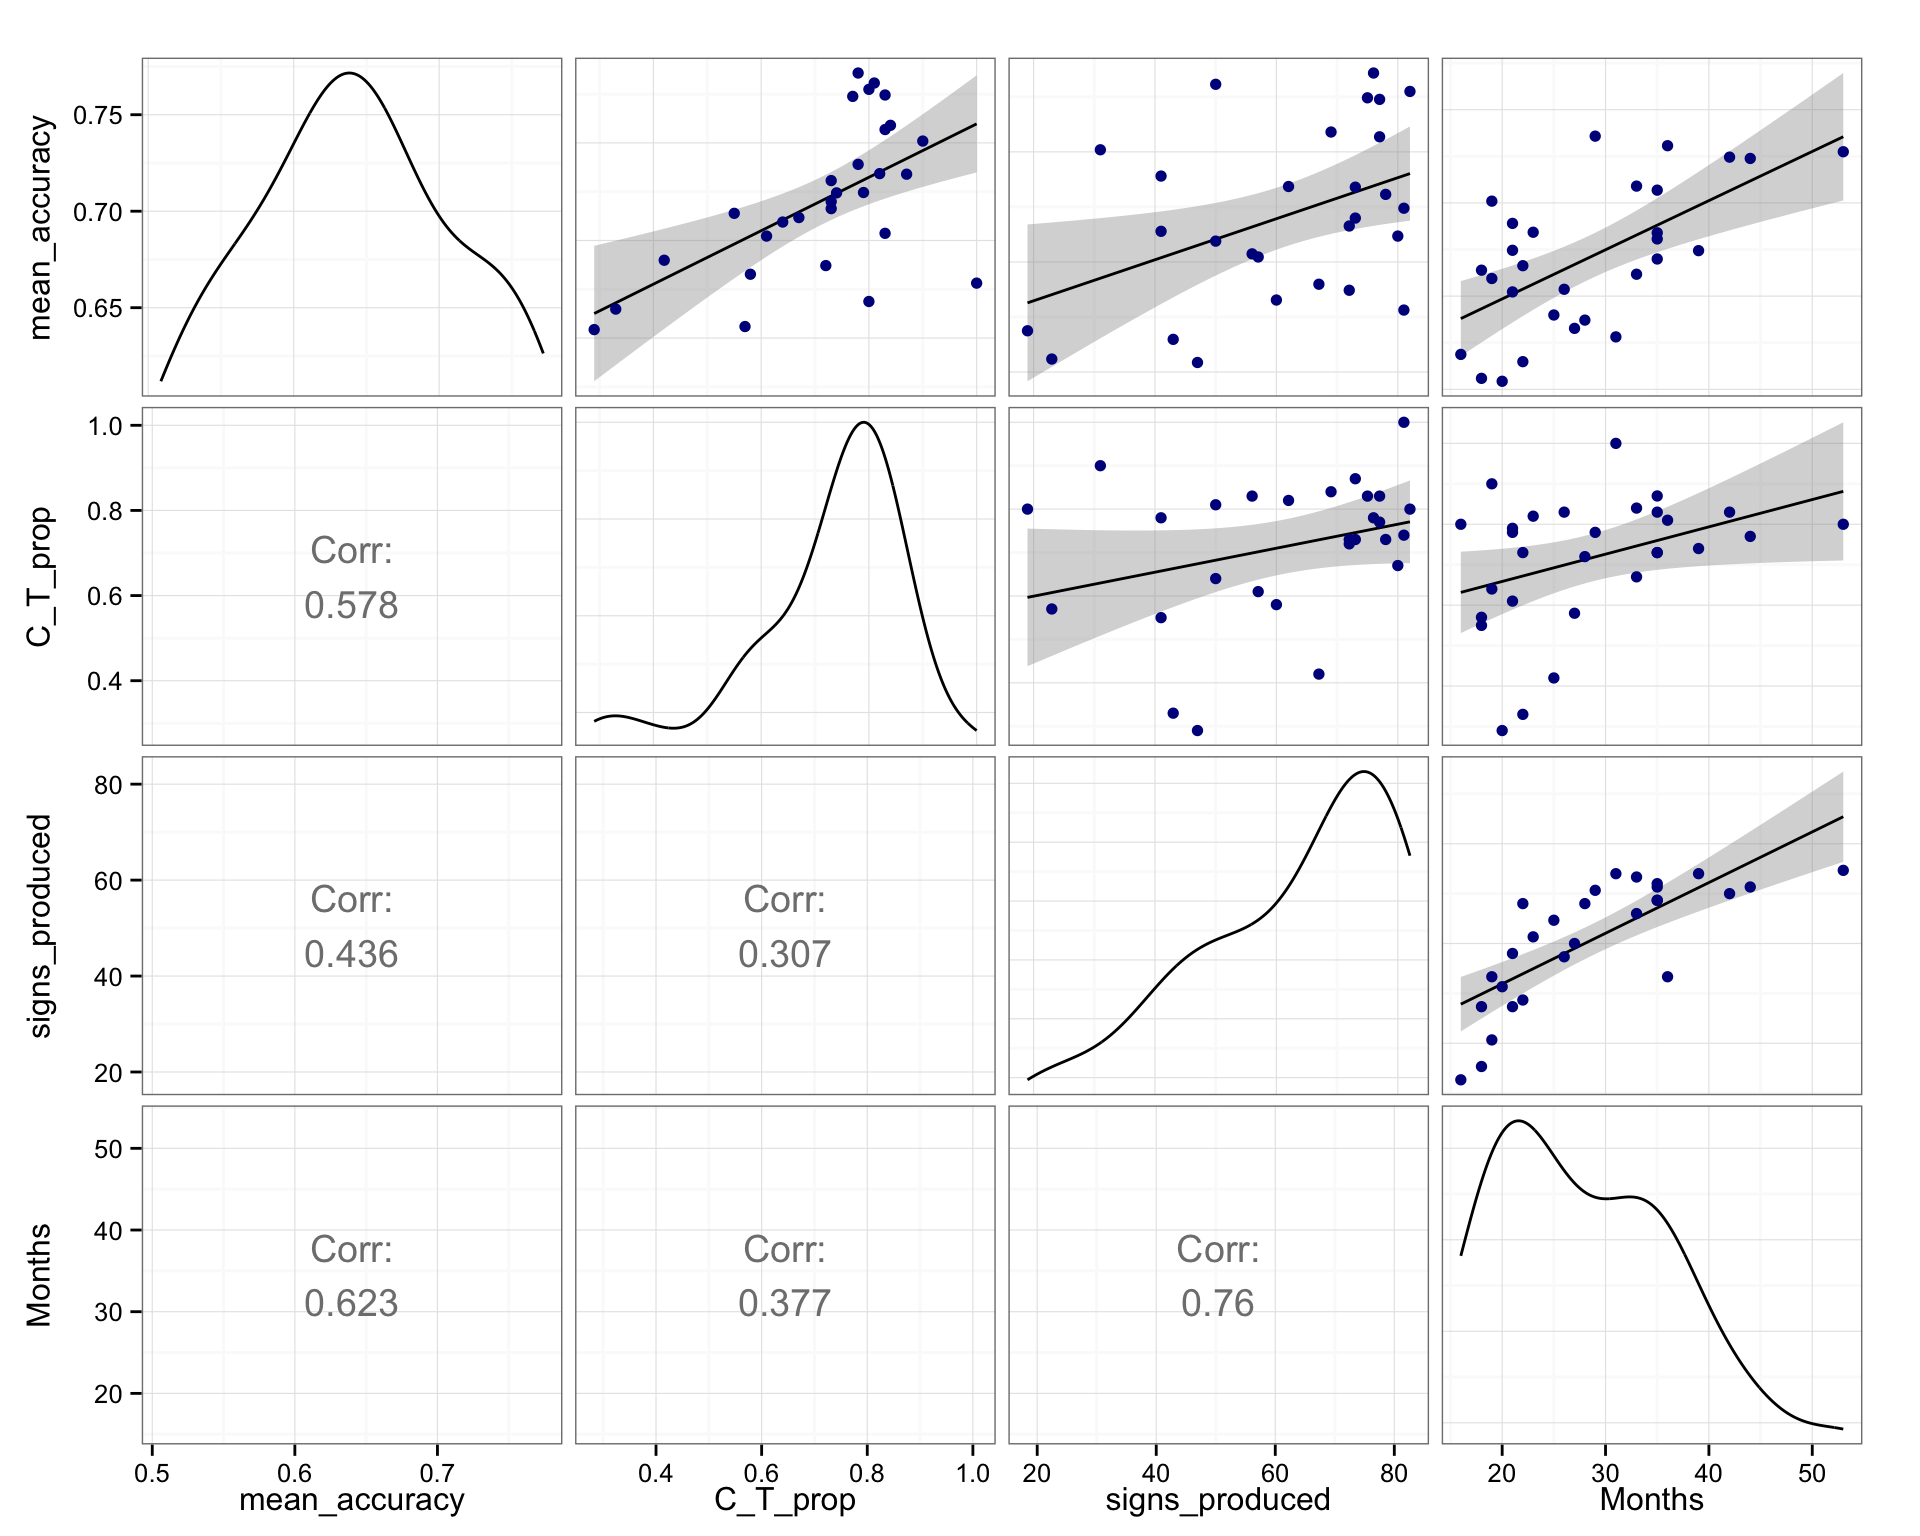 mean_accuracy
0.75
0.70
0.65
C_T_prop
1.0
0.8
0.6
0.4
Corr:
0.578
signs_produced
80
60
40
20
Corr:
0.436
Corr:
0.307
Months
50
40
30
20
Corr:
0.623
Corr:
0.377
Corr:
0.76
0.5 0.6 0.7
0.4 0.6 0.8 1.0
20 40 60 80
20 30 40 50
mean_accuracy
C_T_prop
signs_produced
Months